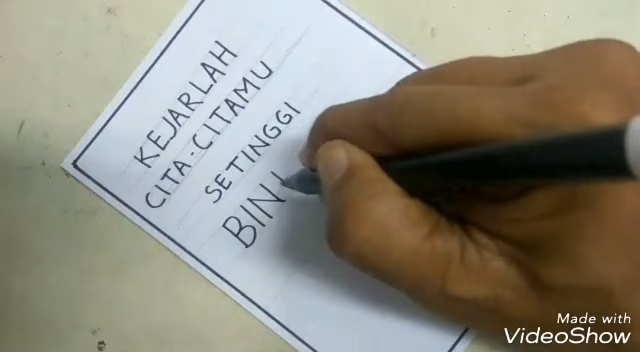 KEJARLAH
CITA-CITAMU
SETINGGI
BIN
Made with
VideoShow